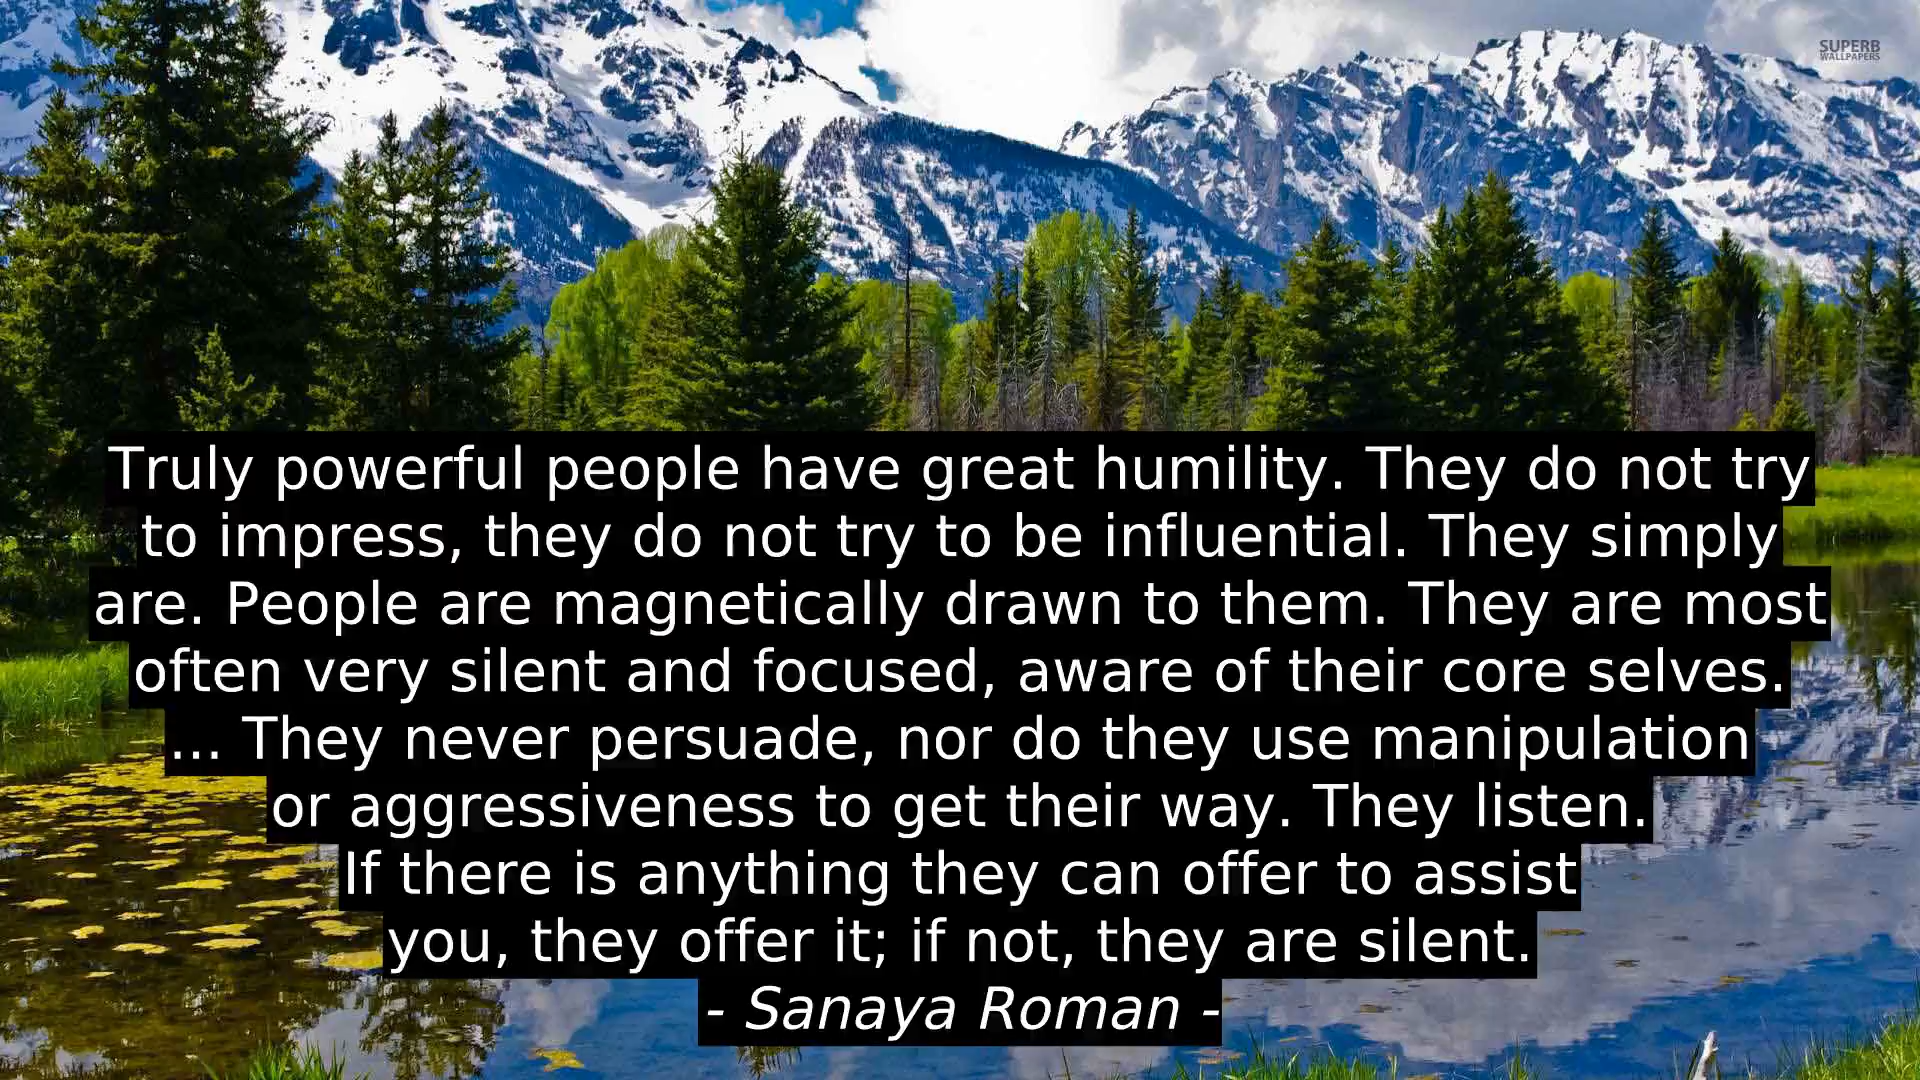 SUPERB
WALLPAPERS
Truly powerful people have great humility. They do not try
to impress, they do not try to be influential. They simply
are. People are magnetically drawn to them. They are most
often very silent and focused, aware of their core selves.
... They never persuade, nor do they use manipulation
or aggressiveness to get their way. They listen.
If there is anything they can offer to assist
you, they offer it; if not, they are silent.
- Sanaya Roman -